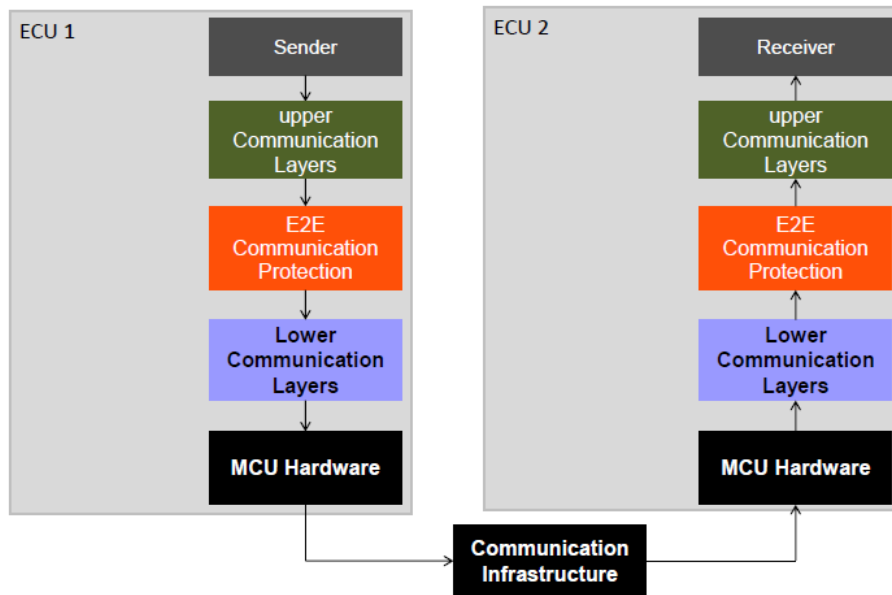 ECU 1
Sender
upper
Communication
Layers
E2E
Communication
Protection
Lower
Communication
Layers
MCU Hardware
ECU 2
Receiver
upper
Communication
Layers
E2E
Communication
Protection
Lower
Communication
Layers
MCU Hardware
Communication
Infrastructure